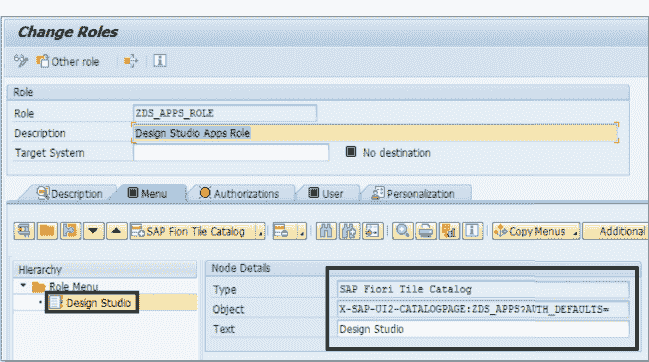 Change Roles
Other role
Role
Role ZDS_APPS_ROLE
Description Design Studio Apps Role
Target System No destination
Description Menu Authorizations User Personalization
SAP Fiori Tile Catalog Copy Menus Additional
Hierarchy Node Details
Role Menu Type SAP Fiori Tile Catalog
Design Studio Object X-SAP-UI2-CATALOGPAGE:ZDS_APPS?AUTH_DEFAULTS=
Text Design Studio